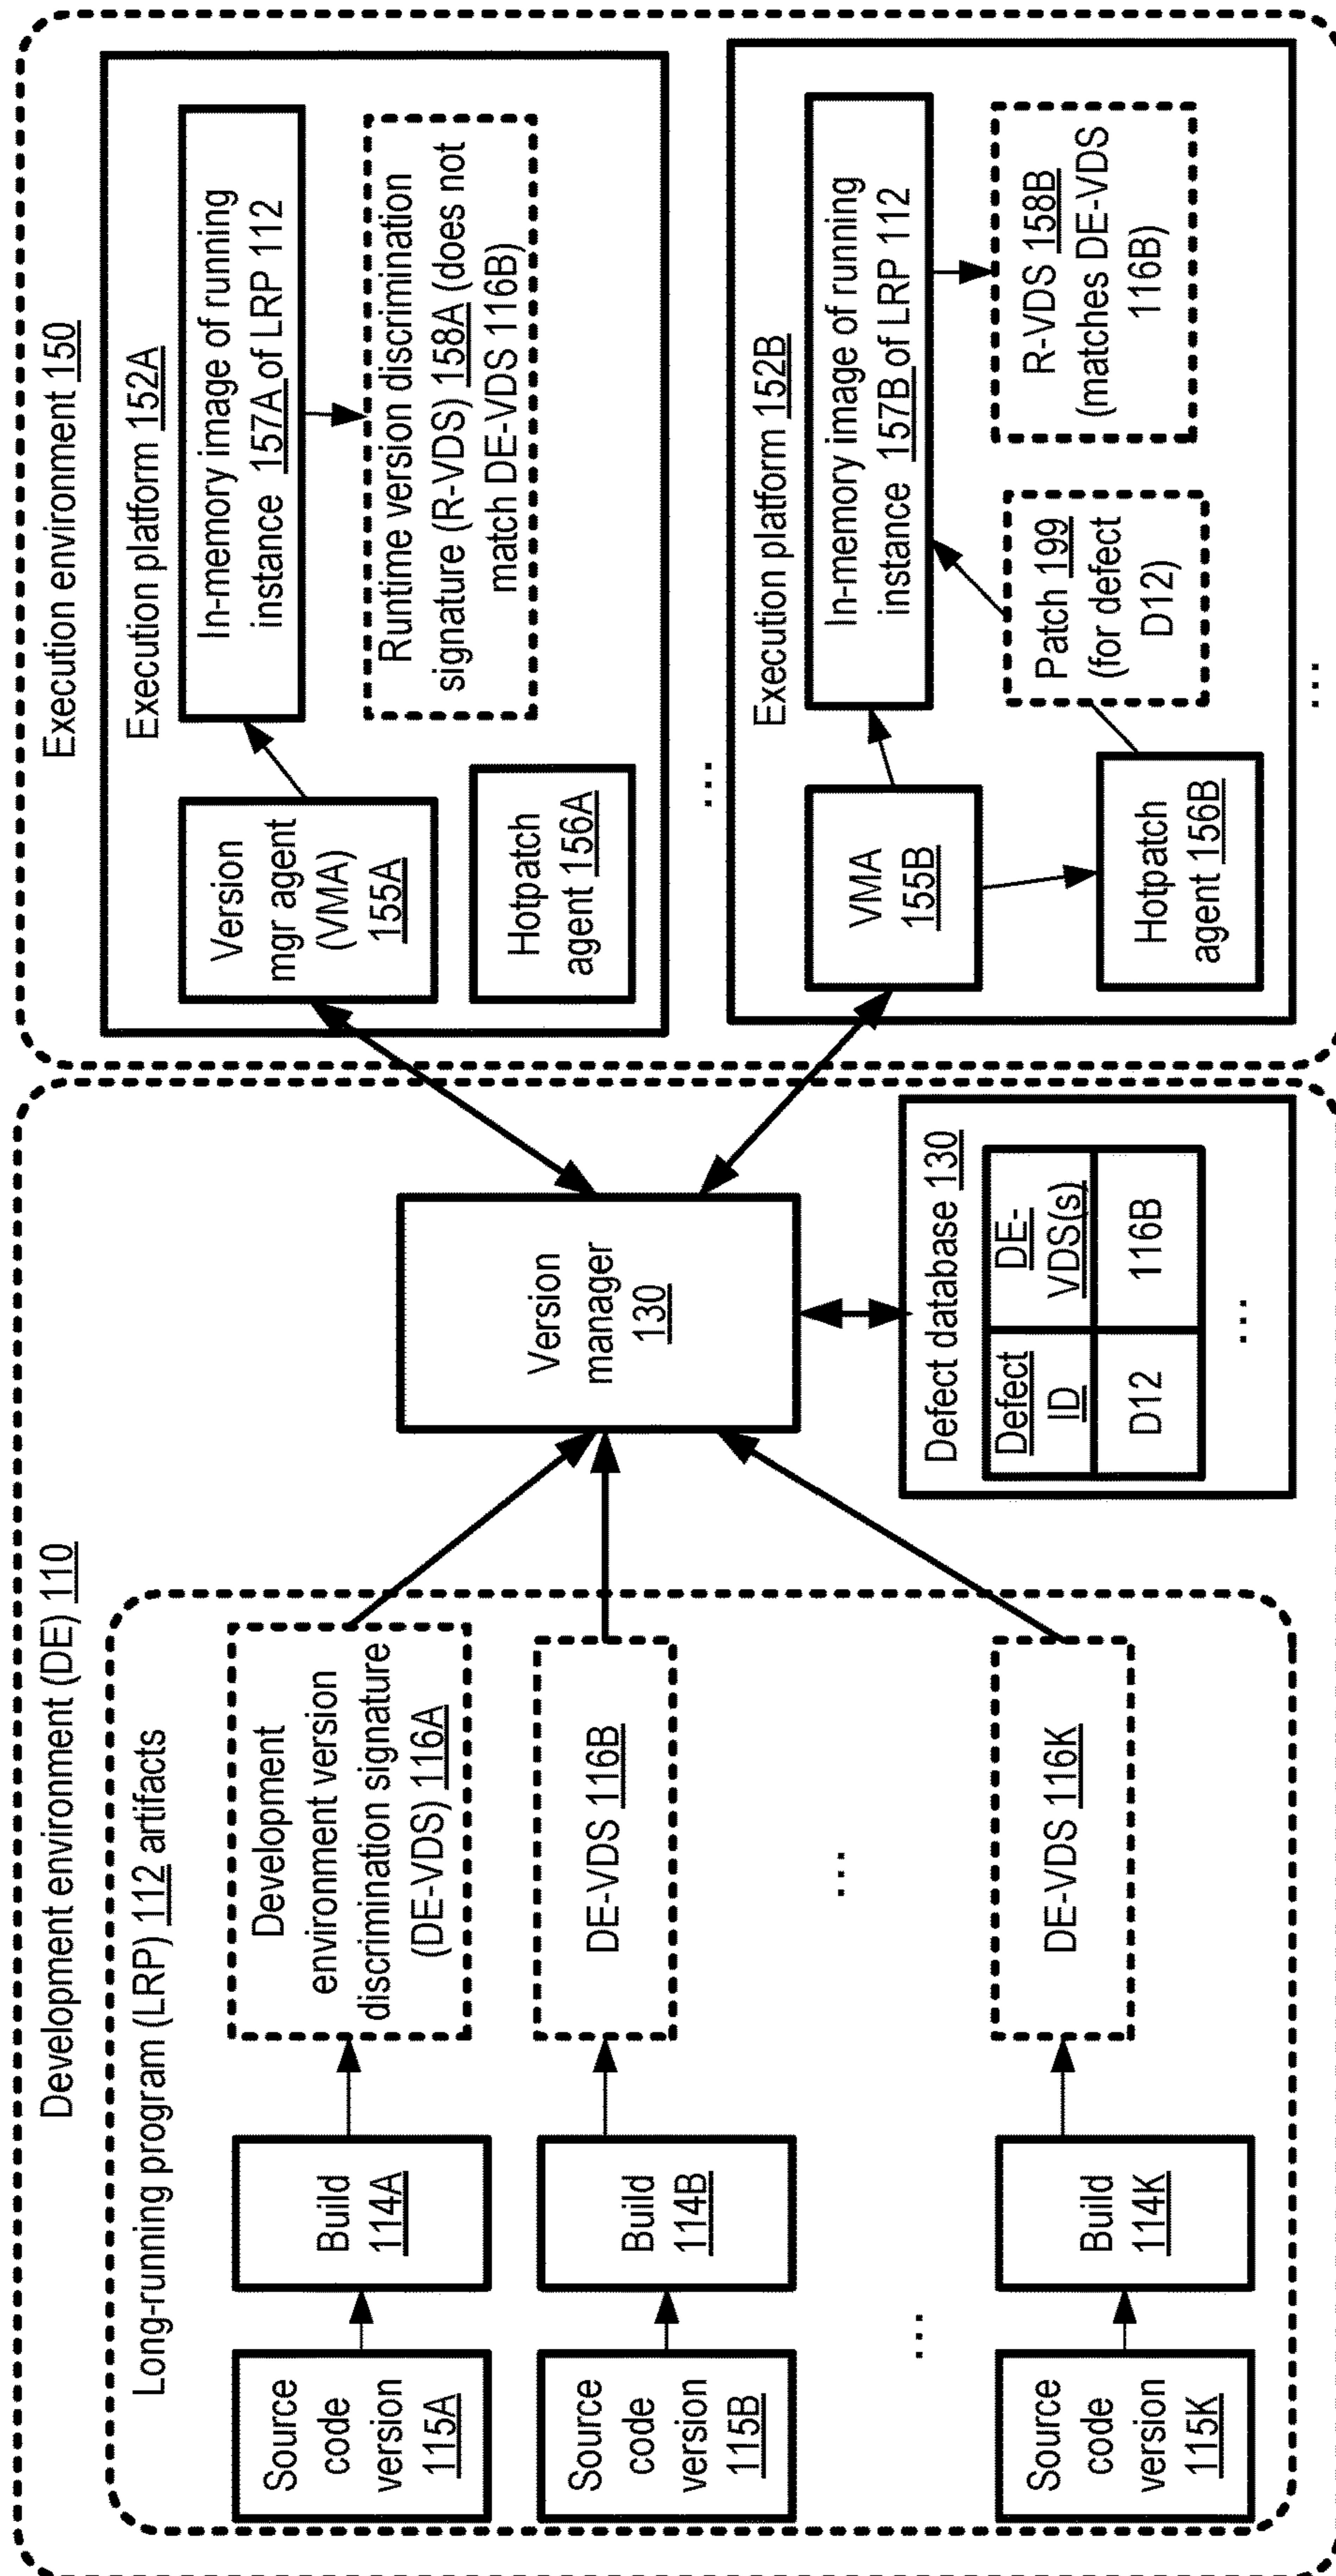 Development environment (DE) 110
Long-running program (LRP) 112 artifacts
Source
code
version
115A
Build
114A
Development
environment version
discrimination signature
(DE-VDS) 116A
Source
code
version
115B
Build
114B
DE-VDS 116B
...
...
Source
code
version
115K
Build
114K
DE-VDS 116K
Version
manager
130
Defect database 130
Defect
ID
DE-
VDS(s)
D12
116B
...
Execution environment 150
Execution platform 152A
Version
mgr agent
(VMA)
155A
In-memory image of running
instance 157A of LRP 112
Hotpatch
agent 156A
Runtime version discrimination
signature (R-VDS) 158A (does not
match DE-VDS 116B)
...
Execution platform 152B
VMA
155B
In-memory image of running
instance 157B of LRP 112
Hotpatch
agent 156B
Patch 199
(for defect
D12)
R-VDS 158B
(matches DE-VDS
116B)
...